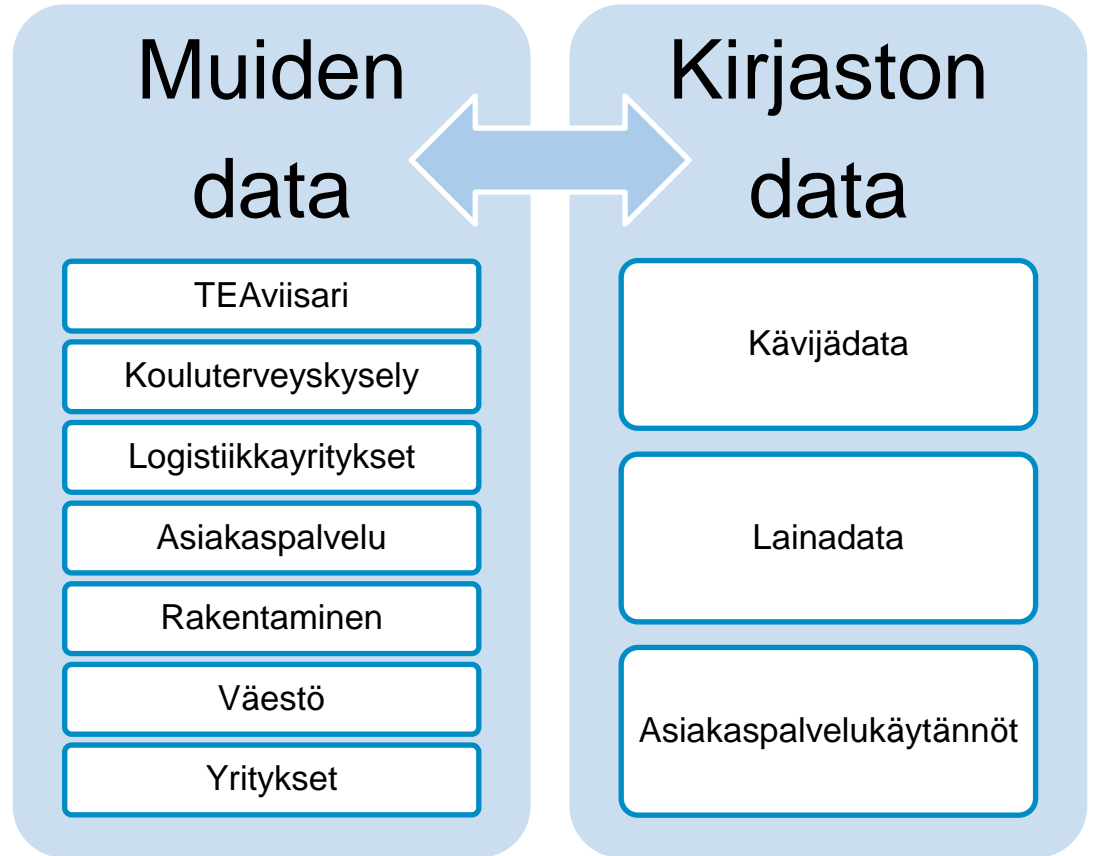 Muiden
data
TEAviisari
Kouluterveyskysely
Logistiikkayritykset
Asiakaspalvelu
Rakentaminen
Väestö
Yritykset
Kirjaston
data
Kävijädata
Lainadata
Asiakaspalvelukäytännöt